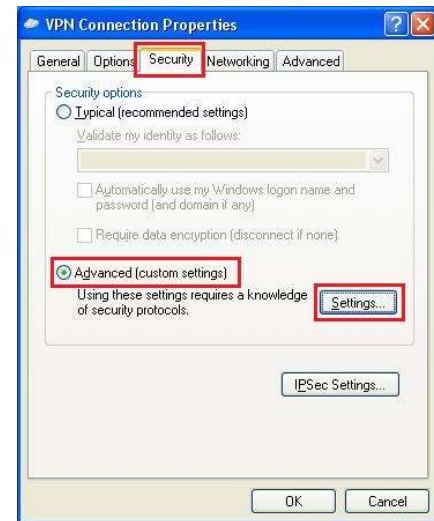 VPN Connection Properties
General Options Security Networking Advanced
Security options
Typical (recommended settings)
Validate my identity as follows:
Automatically use my Windows logon name and
password (and domain if any)
Require data encryption (disconnect if none)
Advanced (custom settings)
Using these settings requires a knowledge
of security protocols.
Settings...
IPSec Settings...
OK Cancel